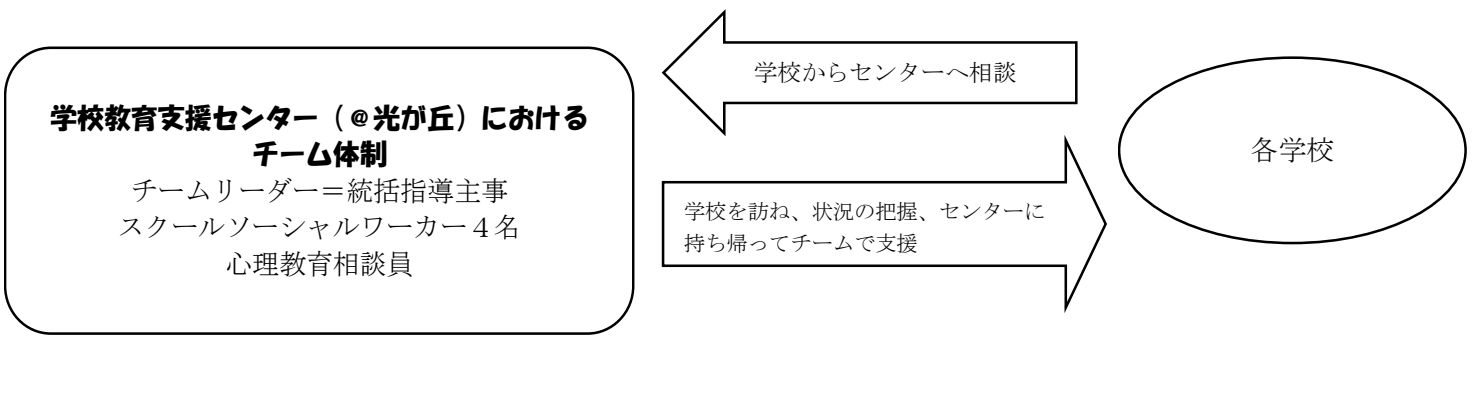 学校からセンターへ相談
学校教育支援センター（@光が丘）における
チーム体制
チームリーダー＝統括指導主事
スクールソーシャルワーカー４名
心理教育相談員
学校を訪ね、状況の把握、センターに
持ち帰ってチームで支援
各学校